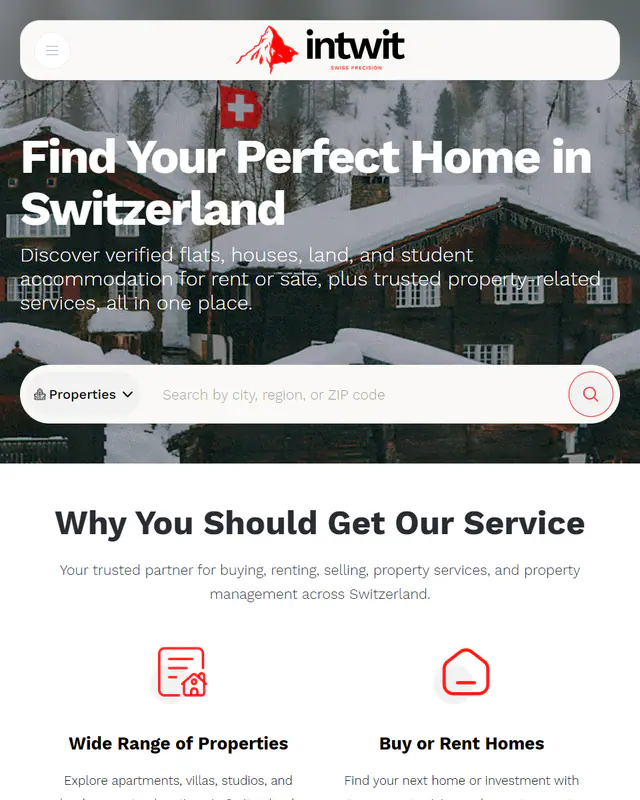 intwit
SWISS PRECISION
Find Your Perfect Home in
Switzerland
Discover verified flats, houses, land, and student
accommodation for rent or sale, plus trusted property-related
services, all in one place.
Properties
Search by city, region, or ZIP code
Why You Should Get Our Service
Your trusted partner for buying, renting, selling, property services, and property
management across Switzerland.
Wide Range of Properties
Explore apartments, villas, studios, and
Buy or Rent Homes
Find your next home or investment with